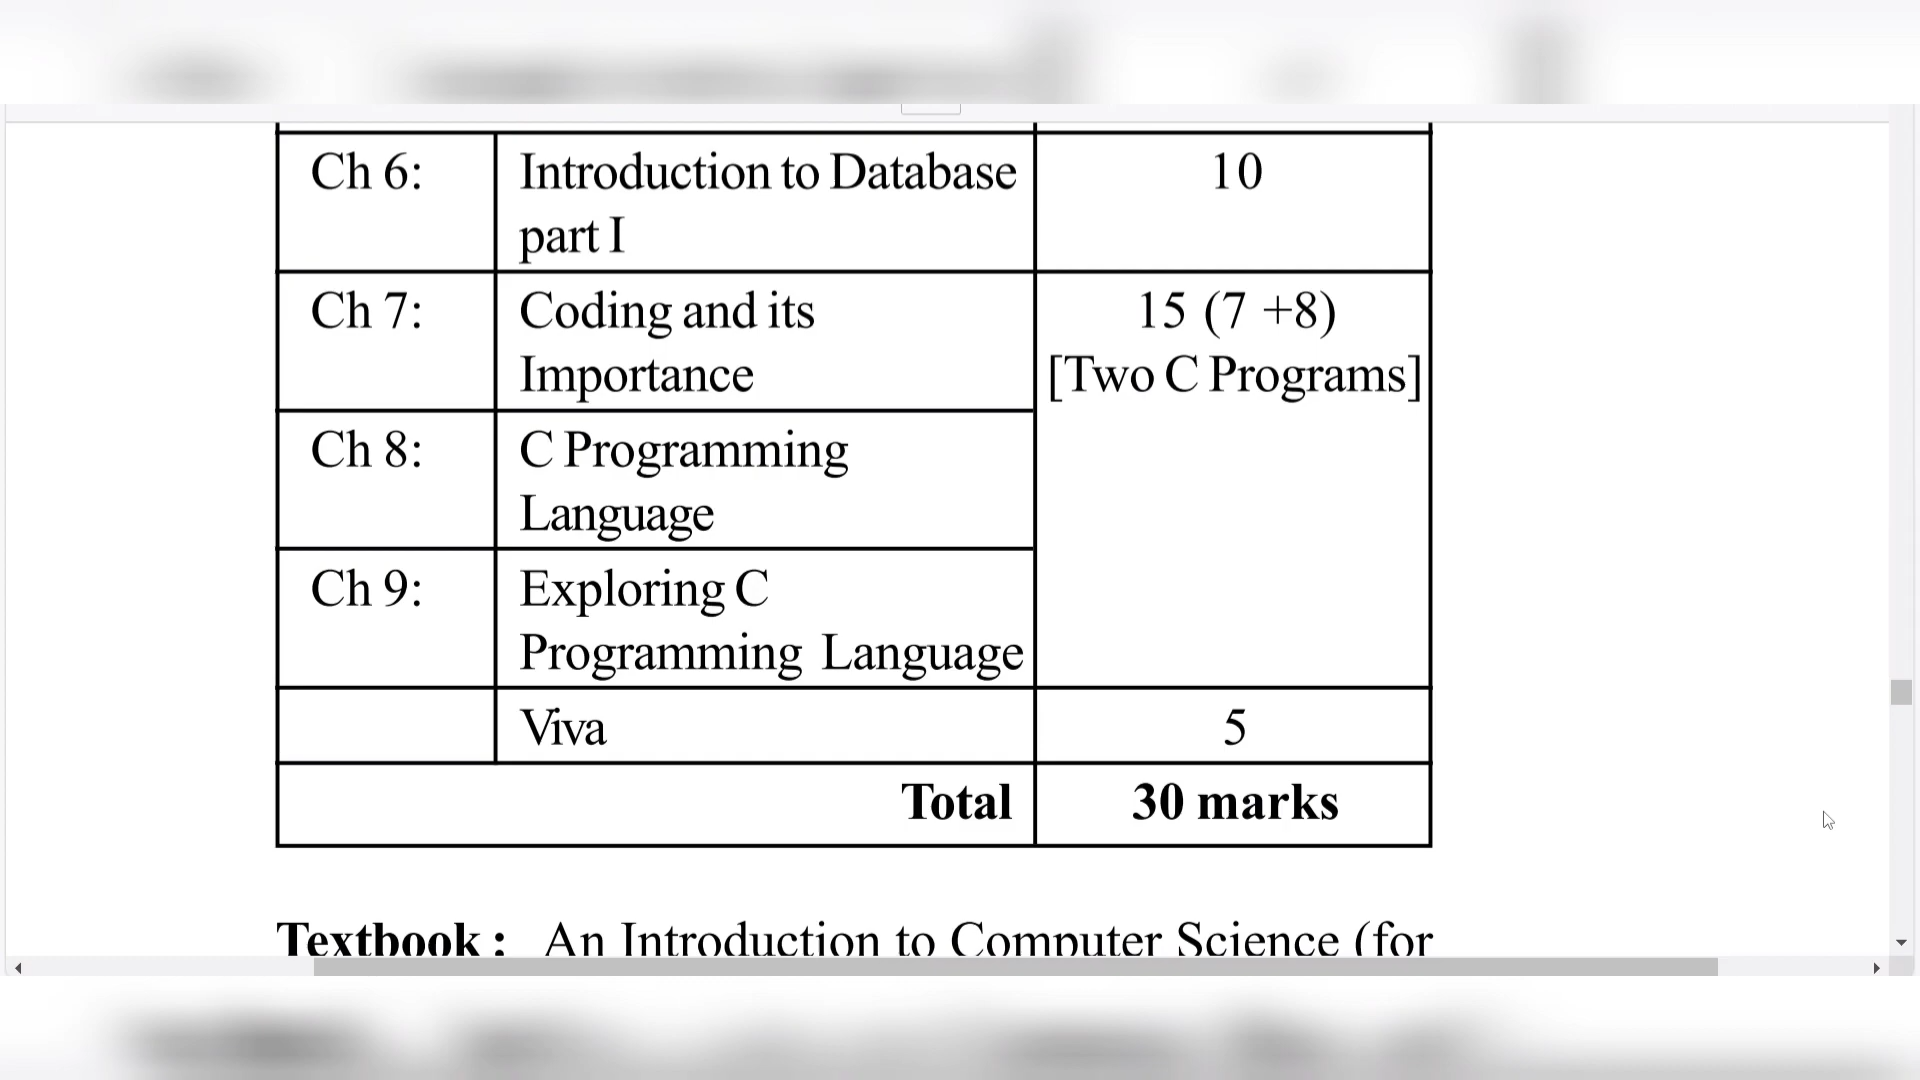 Ch 6: Introduction to Database 10
part I
Ch 7: Coding and its 15 (7 +8)
Importance [Two C Programs]
Ch 8: C Programming
Language
Ch 9: Exploring C
Programming Language
Viva 5
Total 30 marks
Textbook : An Introduction to Computer Science (for